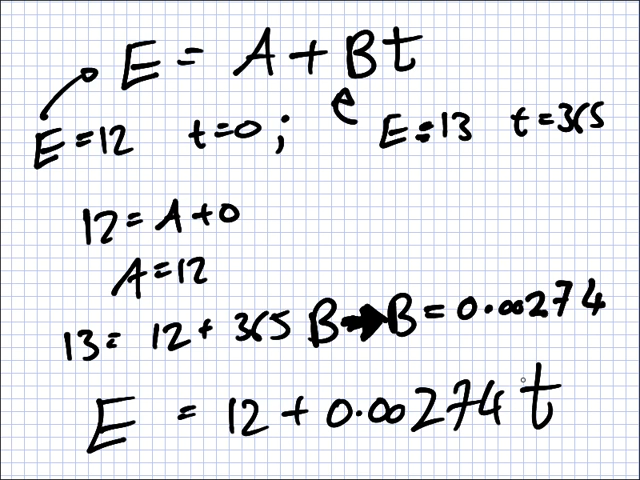 E = A + Bt
e
E = 12 t = 0 ; E = 13 t = 365
12 = A + 0
A = 12
13 = 12 + 365 B → B = 0.00274
E = 12 + 0.00274 t